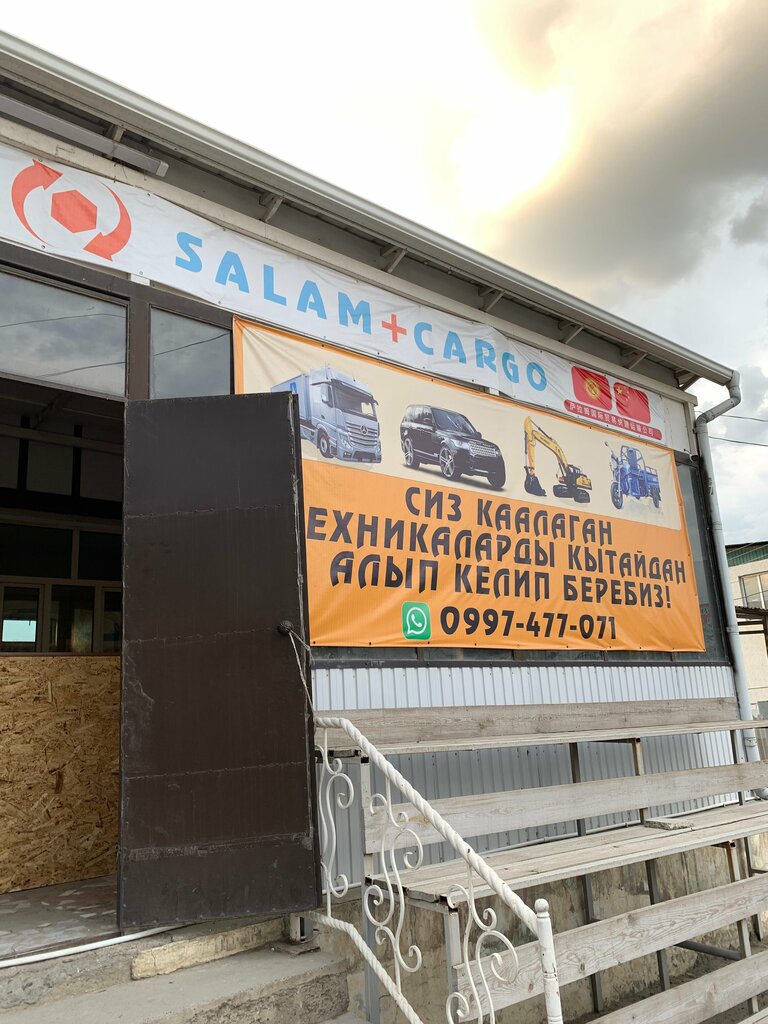 SALAM+CARGO
СИЗ КААЛАГАН
ЕХНИКАЛАРДЫ КЫТАЙДАН
АЛЫП КЕЛИП БЕРЕБИЗ!
0997-477-071